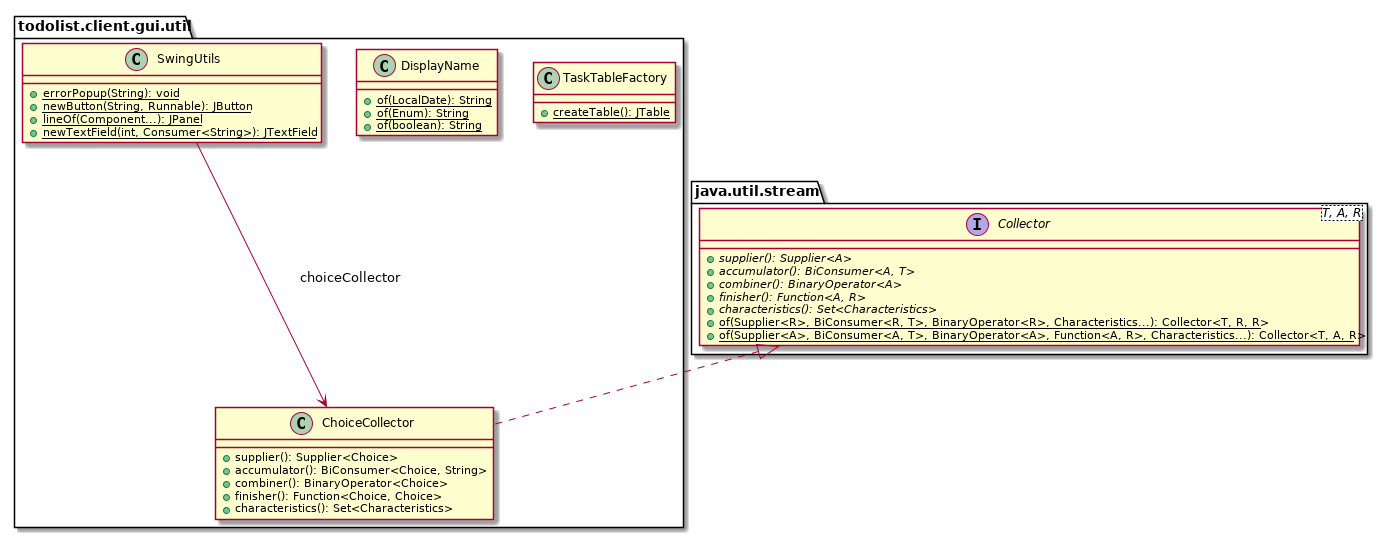 todolist.client.gui.util
C SwingUtils
errorPopup(String): void
newButton(String, Runnable): JButton
lineOf(Component...): JPanel
newTextField(int, Consumer<String>): JTextField
C DisplayName
of(LocalDate): String
of(Enum): String
of(boolean): String
C TaskTableFactory
createTable(): JTable
java.util.stream
I Collector
T, A, R
supplier(): Supplier<A>
accumulator(): BiConsumer<A, T>
combiner(): BinaryOperator<A>
finisher(): Function<A, R>
characteristics(): Set<Characteristics>
of(Supplier<R>, BiConsumer<R, T>, BinaryOperator<R>, Characteristics...): Collector<T, R, R>
of(Supplier<A>, BiConsumer<A, T>, BinaryOperator<A>, Function<A, R>, Characteristics...): Collector<T, A, R>
choiceCollector
C ChoiceCollector
supplier(): Supplier<Choice>
accumulator(): BiConsumer<Choice, String>
combiner(): BinaryOperator<Choice>
finisher(): Function<Choice, Choice>
characteristics(): Set<Characteristics>